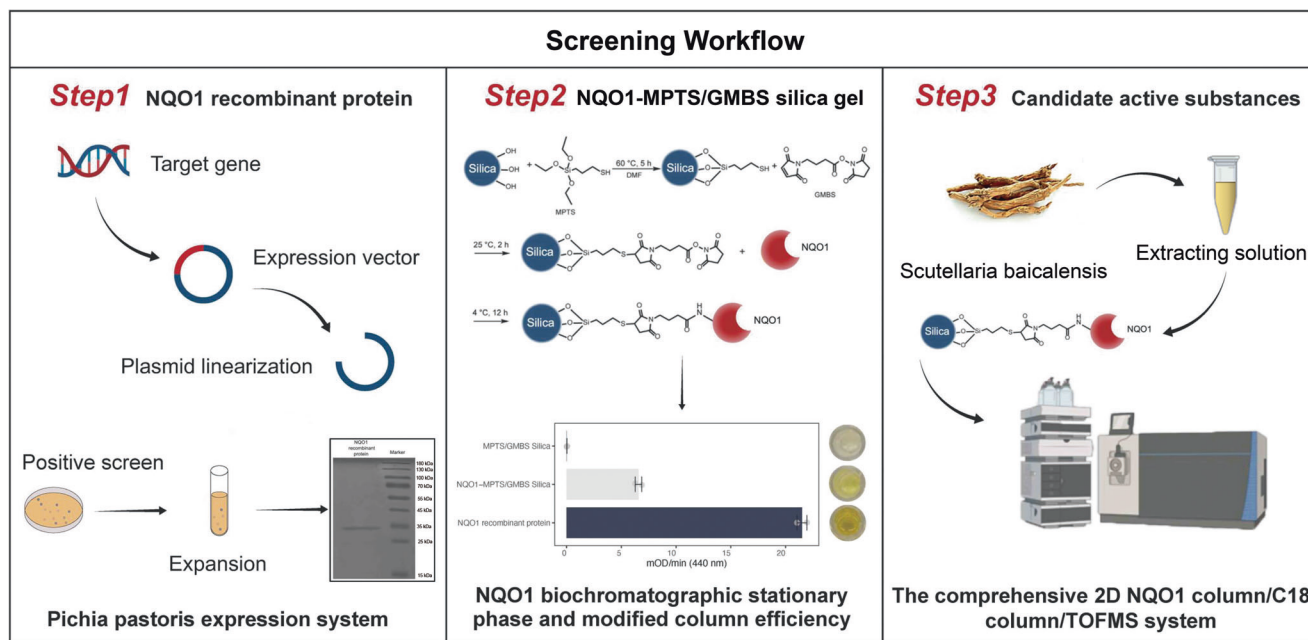 Screening Workflow
Step1 NQO1 recombinant protein
Target gene
Expression vector
Plasmid linearization
Positive screen
Expansion
NQO1
recombinant
protein
Marker
180 kDa
130 kDa
100 kDa
70 kDa
55 kDa
45 kDa
35 kDa
25 kDa
15 kDa
Pichia pastoris expression system
Step2 NQO1-MPTS/GMBS silica gel
Silica
OH
OH
OH
+
O
O
Si
O
SH
MPTS
60 °C, 5 h
DMF
Silica
O
O
Si
O
SH
+
O
N
O
O
O
N
O
O
GMBS
25 °C, 2 h
Silica
O
O
Si
O
S
O
N
O
O
O
N
O
O
+
NQO1
4 °C, 12 h
Silica
O
O
Si
O
S
O
N
O
O
H
N
NQO1
MPTS/GMBS Silica
NQO1-MPTS/GMBS Silica
NQO1 recombinant protein
0 5 10 15 20
mOD/min (440 nm)
NQO1 biochromatographic stationary
phase and modified column efficiency
Step3 Candidate active substances
Scutellaria baicalensis
Extracting solution
Silica
O
O
Si
O
S
O
N
O
O
H
N
NQO1
The comprehensive 2D NQO1 column/C18
column/TOFMS system